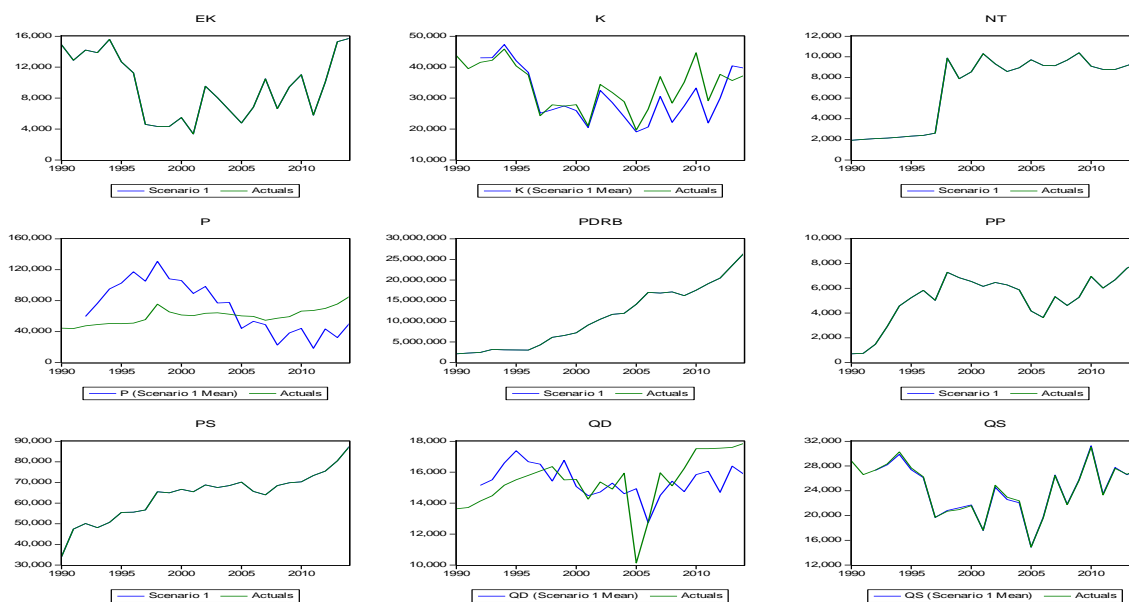 EK
16,000
12,000
8,000
4,000
0
1990 1995 2000 2005 2010
Scenario 1 Actuals
K
50,000
40,000
30,000
20,000
10,000
1990 1995 2000 2005 2010
K (Scenario 1 Mean) Actuals
NT
12,000
10,000
8,000
6,000
4,000
2,000
0
1990 1995 2000 2005 2010
Scenario 1 Actuals
P
160,000
120,000
80,000
40,000
0
1990 1995 2000 2005 2010
P (Scenario 1 Mean) Actuals
PDRB
30,000,000
25,000,000
20,000,000
15,000,000
10,000,000
5,000,000
0
1990 1995 2000 2005 2010
Scenario 1 Actuals
PP
10,000
8,000
6,000
4,000
2,000
0
1990 1995 2000 2005 2010
Scenario 1 Actuals
PS
90,000
80,000
70,000
60,000
50,000
40,000
30,000
1990 1995 2000 2005 2010
Scenario 1 Actuals
QD
18,000
16,000
14,000
12,000
10,000
1990 1995 2000 2005 2010
QD (Scenario 1 Mean) Actuals
QS
32,000
28,000
24,000
20,000
16,000
12,000
1990 1995 2000 2005 2010
QS (Scenario 1 Mean) Actuals